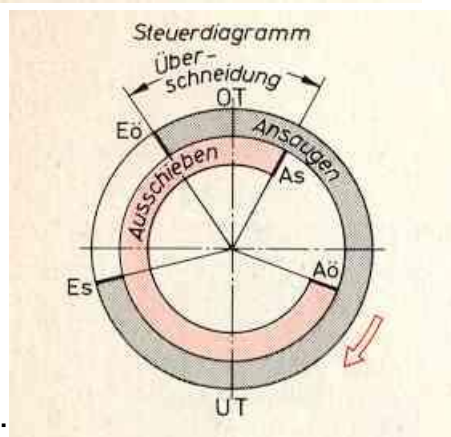 Steuerdiagramm
Über-
schneidung
OT
Eö
Ansaugen
As
Ausschieben
Aö
Es
UT
.